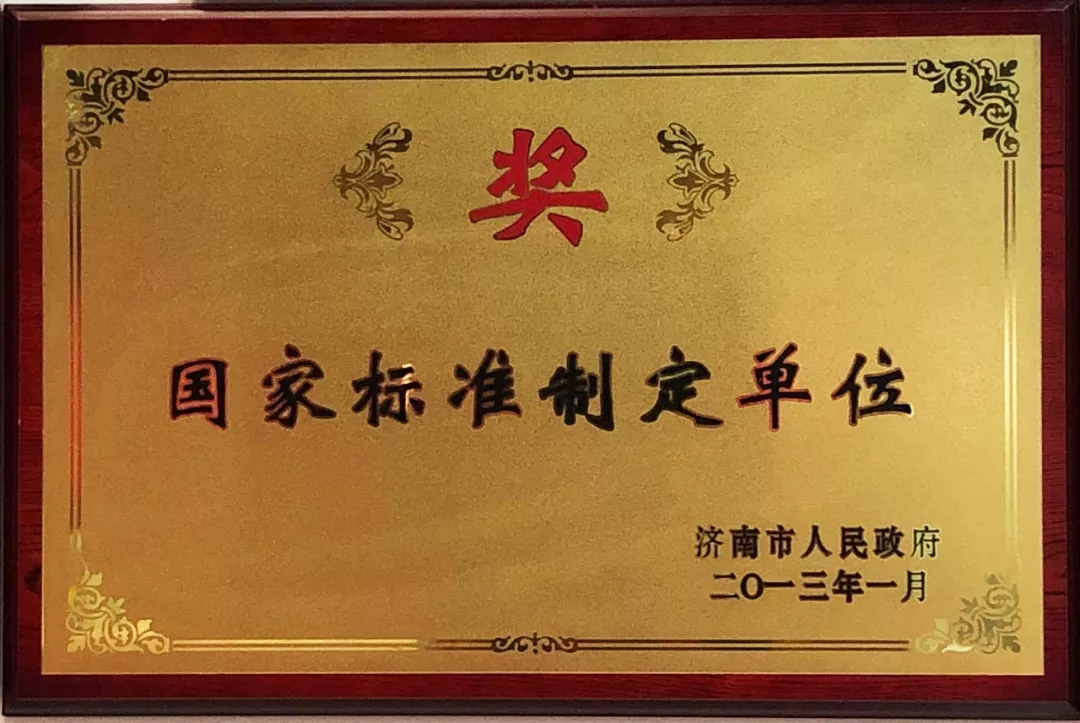 奖
国家标准制定单位
济南市人民政府
二〇一三年一月